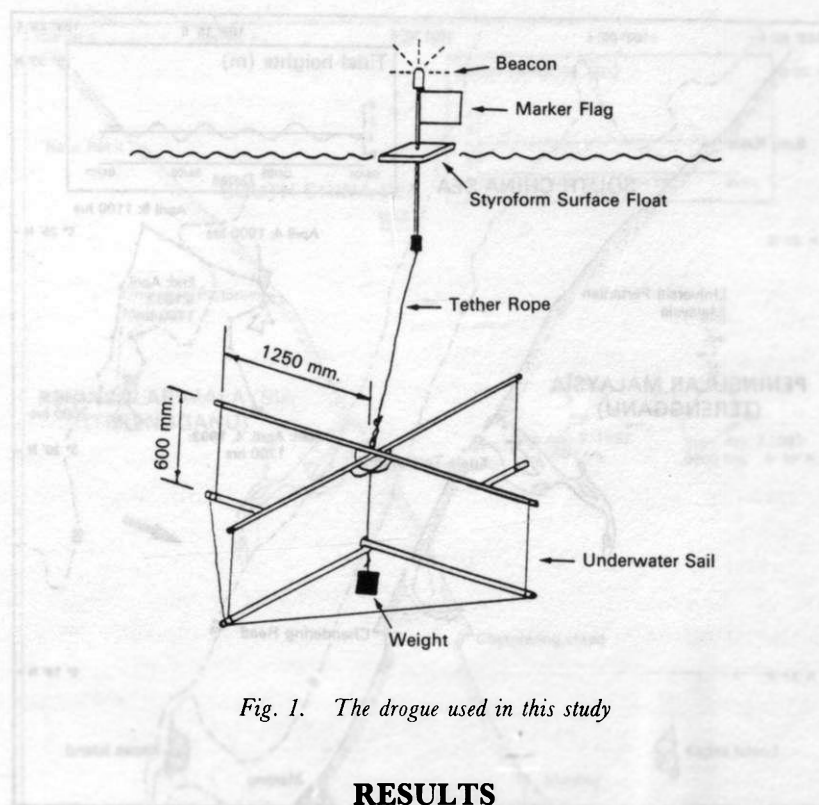 Beacon
Marker Flag
Styroform Surface Float
Tether Rope
1250 mm.
600 mm.
Underwater Sail
Weight
Fig. 1. The drogue used in this study
RESULTS